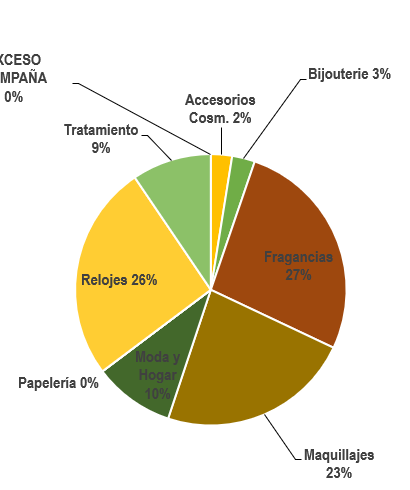 XCESO
MPAÑA
0%
Bijouterie 3%
Accesorios
Cosm. 2%
Tratamiento
9%
Fragancias
27%
Relojes 26%
Moda y
Hogar
10%
Papelería 0%
Maquillajes
23%